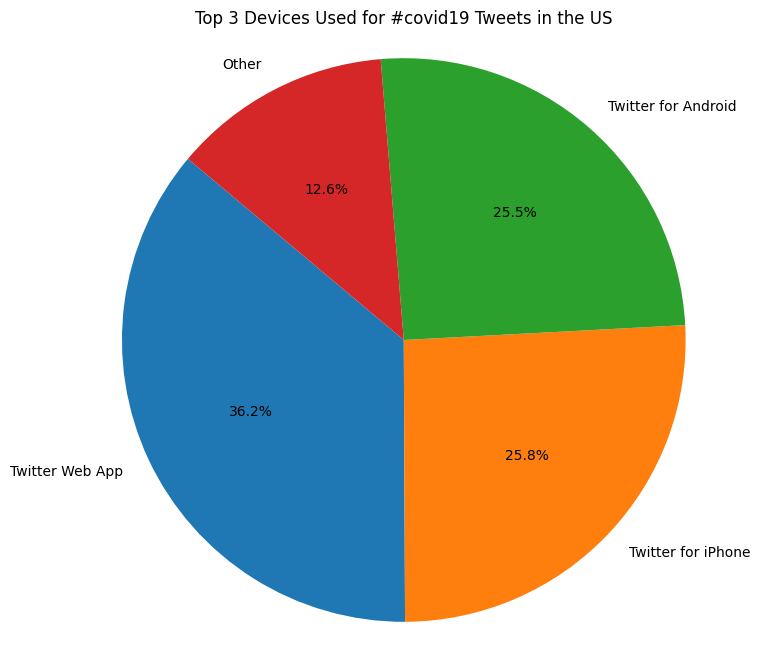 Top 3 Devices Used for #covid19 Tweets in the US
Other
Twitter for Android
12.6%
25.5%
36.2%
25.8%
Twitter Web App
Twitter for iPhone